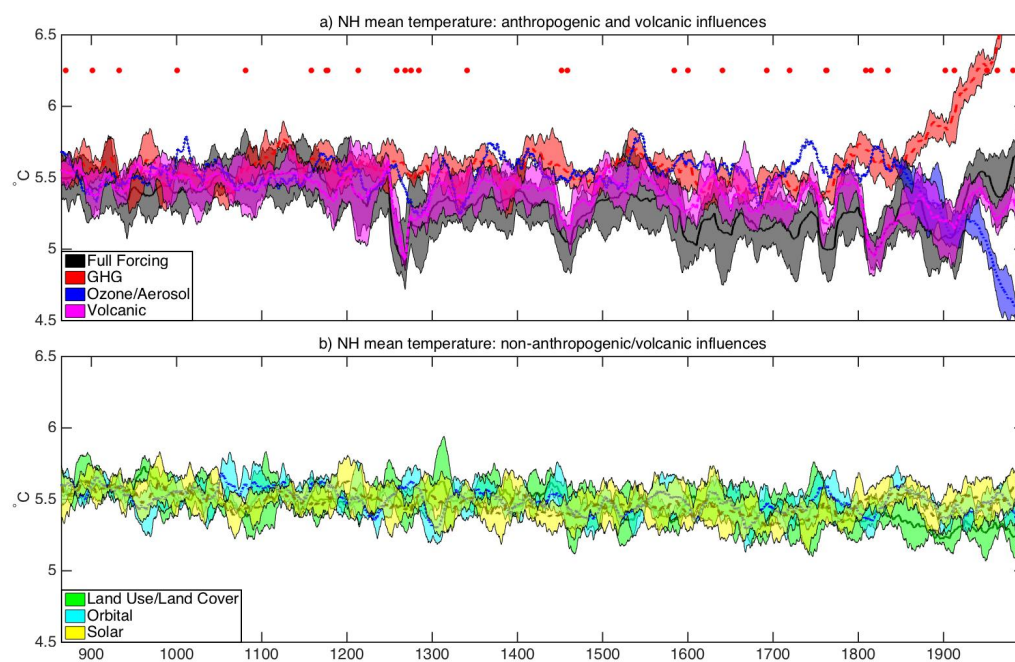 a) NH mean temperature: anthropogenic and volcanic influences
6.5
6
5.5
5
4.5
°C
Full Forcing
GHG
Ozone/Aerosol
Volcanic
b) NH mean temperature: non-anthropogenic/volcanic influences
6.5
6
5.5
5
4.5
°C
Land Use/Land Cover
Orbital
Solar
900 1000 1100 1200 1300 1400 1500 1600 1700 1800 1900